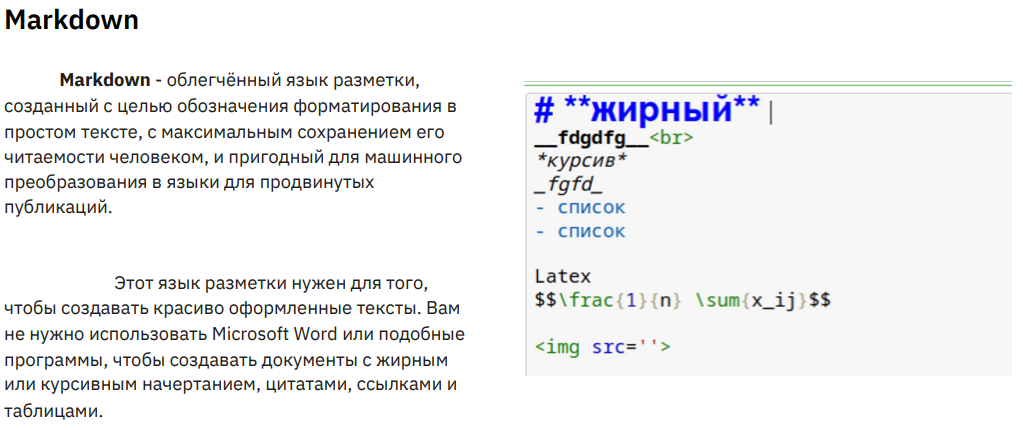 Markdown
Markdown - облегчённый язык разметки,
созданный с целью обозначения форматирования в
простом тексте, с максимальным сохранением его
читаемости человеком, и пригодный для машинного
преобразования в языки для продвинутых
публикаций.
Этот язык разметки нужен для того,
чтобы создавать красиво оформленные тексты. Вам
не нужно использовать Microsoft Word или подобные
программы, чтобы создавать документы с жирным
или курсивным начертанием, цитатами, ссылками и
таблицами.
# **жирный**
__fdgdfg__<br>
*курсив*
_fgfd_
- список
- список
Latex
$$\frac{1}{n} \sum{x_ij}$$
<img src=''>